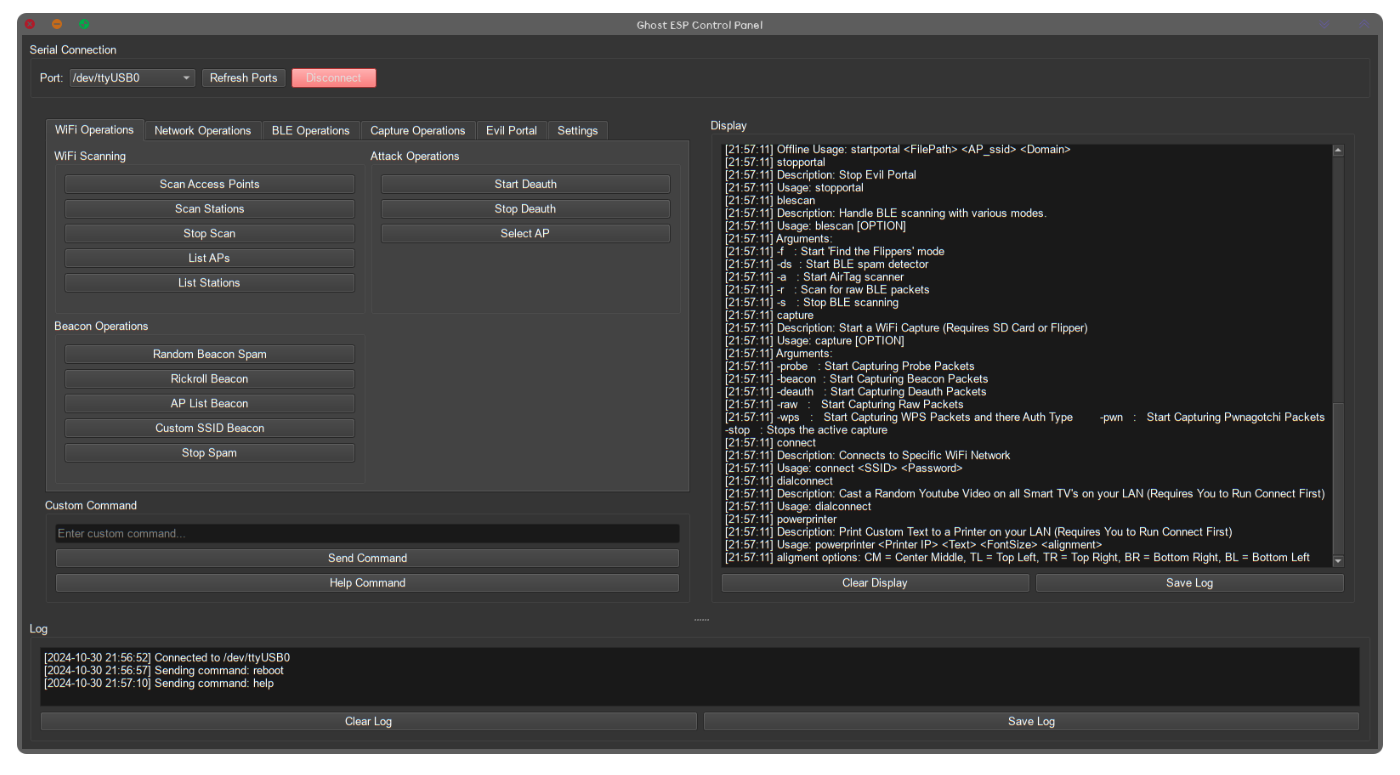 Ghost ESP Control Panel
Serial Connection
Port: /dev/ttyUSB0 Refresh Ports Disconnect
WiFi Operations Network Operations BLE Operations Capture Operations Evil Portal Settings
WiFi Scanning
Scan Access Points
Scan Stations
Stop Scan
List APs
List Stations
Attack Operations
Start Deauth
Stop Deauth
Select AP
Beacon Operations
Random Beacon Spam
Rickroll Beacon
AP List Beacon
Custom SSID Beacon
Stop Spam
Custom Command
Enter custom command...
Send Command
Help Command
Display
[21:57:11] Offline Usage: startportal <FilePath> <AP_ssid> <Domain>
[21:57:11] stopportal
[21:57:11] Description: Stop Evil Portal
[21:57:11] Usage: stopportal
[21:57:11] blescan
[21:57:11] Description: Handle BLE scanning with various modes.
[21:57:11] Usage: blescan [OPTION]
[21:57:11] Arguments:
[21:57:11] -f : Start 'Find the Flippers' mode
[21:57:11] -ds : Start BLE spam detector
[21:57:11] -a : Start AirTag scanner
[21:57:11] -r : Scan for raw BLE packets
[21:57:11] -s : Stop BLE scanning
[21:57:11] capture
[21:57:11] Description: Start a WiFi Capture (Requires SD Card or Flipper)
[21:57:11] Usage: capture [OPTION]
[21:57:11] Arguments:
[21:57:11] -probe : Start Capturing Probe Packets
[21:57:11] -beacon : Start Capturing Beacon Packets
[21:57:11] -deauth : Start Capturing Deauth Packets
[21:57:11] -raw : Start Capturing Raw Packets
[21:57:11] -wps : Start Capturing WPS Packets and there Auth Type -pwn : Start Capturing Pwnagotchi Packets
-stop : Stops the active capture
[21:57:11] connect
[21:57:11] Description: Connects to Specific WiFi Network
[21:57:11] Usage: connect <SSID> <Password>
[21:57:11] dialconnect
[21:57:11] Description: Cast a Random Youtube Video on all Smart TV's on your LAN (Requires You to Run Connect First)
[21:57:11] Usage: dialconnect
[21:57:11] powerprinter
[21:57:11] Description: Print Custom Text to a Printer on your LAN (Requires You to Run Connect First)
[21:57:11] Usage: powerprinter <Printer IP> <Text> <FontSize> <alignment>
[21:57:11] aligment options: CM = Center Middle, TL = Top Left, TR = Top Right, BR = Bottom Right, BL = Bottom Left
Clear Display Save Log
Log
[2024-10-30 21:56:52] Connected to /dev/ttyUSB0
[2024-10-30 21:56:57] Sending command: reboot
[2024-10-30 21:57:10] Sending command: help
Clear Log Save Log